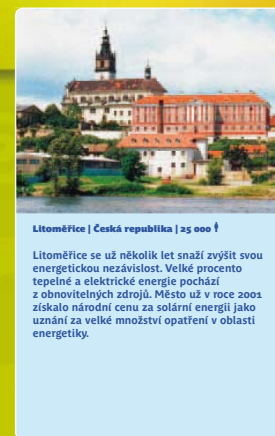 Litoměřice | Česká republika | 25 000
Litoměřice se už několik let snaží zvýšit svou
energetickou nezávislost. Velké procento
tepelné a elektrické energie pochází
z obnovitelných zdrojů. Město už v roce 2001
získalo národní cenu za solární energii jako
uznání za velké množství opatření v oblasti
energetiky.